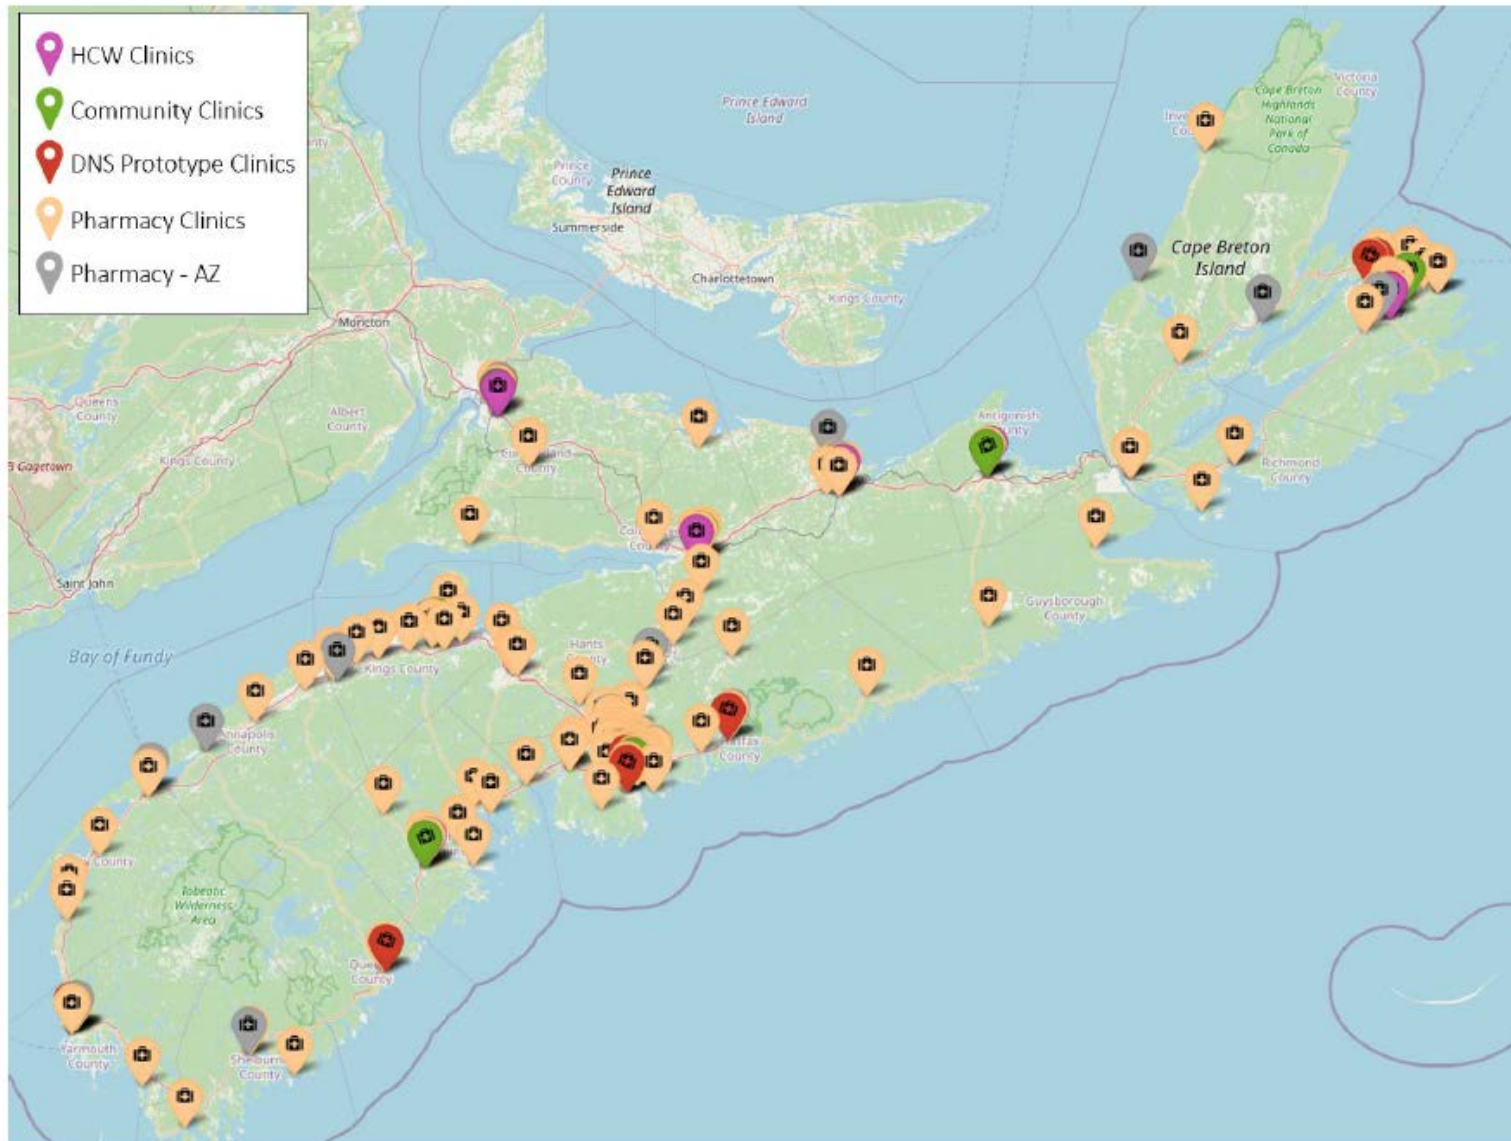 HCW Clinics
Community Clinics
DNS Prototype Clinics
Pharmacy Clinics
Pharmacy - AZ
Prince Edward
Island
Prince
County
Prince
Edward
Island
Summerside
Charlottetown
Kings County
Victoria
County
Cape Breton
Highlands
National
Park of
Canada
Cape Breton
Island
Moncton
Queens
County
Albert
County
Kings County
Gagetown
Saint John
Antigonish
Richmond
County
Guysborough
County
Bay of Fundy
Kings County
Hants
County
County
County
Tobeatic
Wilderness
Area
County
Yarmouth
County
County